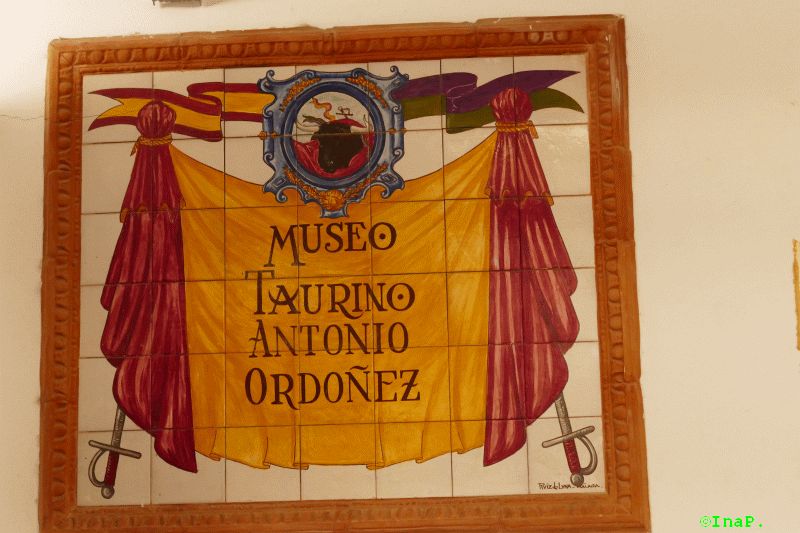 MUSEO
TAURINO
ANTONIO
ORDOÑEZ
©InaP.